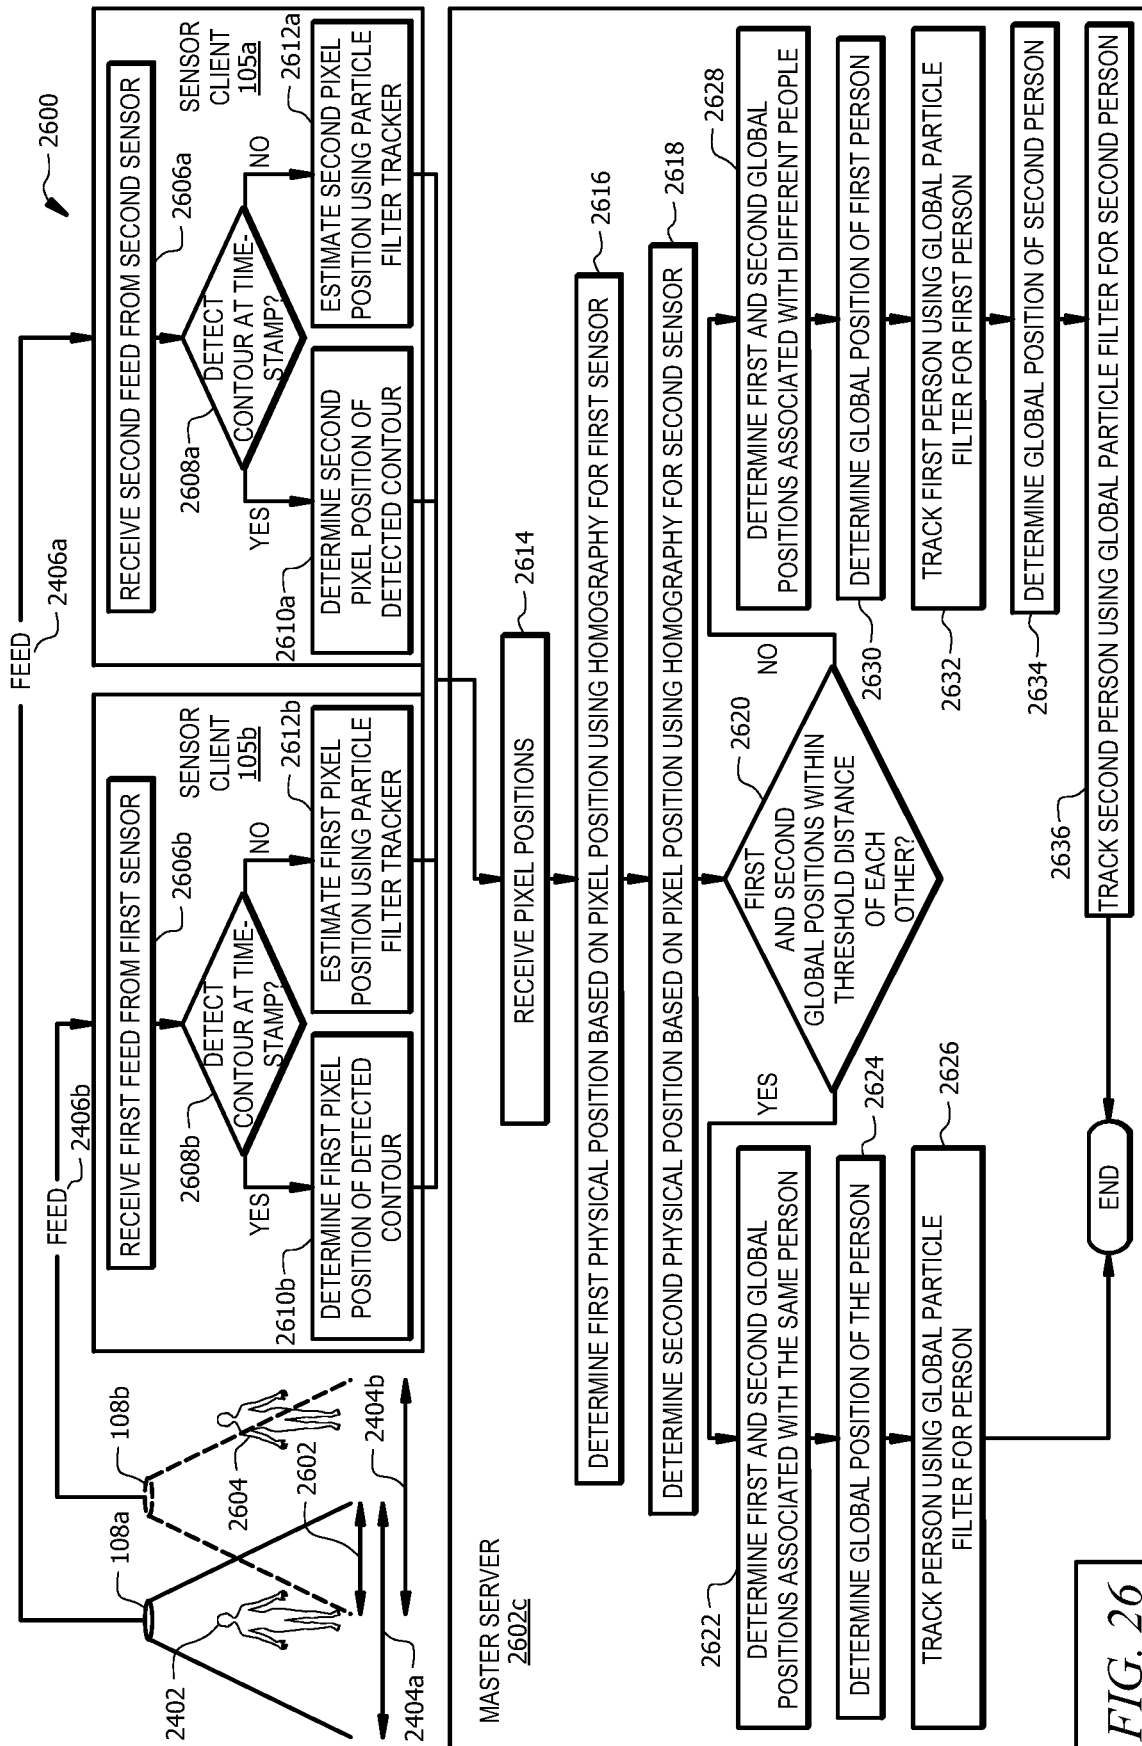 2600
FEED
2406a
FEED
2406b
108a
108b
2402
2604
2602
2404b
2404a
RECEIVE FIRST FEED FROM FIRST SENSOR
2606b
SENSOR
CLIENT
105b
2608b
DETECT
CONTOUR AT TIME-
STAMP?
YES
NO
2610b
DETERMINE FIRST PIXEL
POSITION OF DETECTED
CONTOUR
2612b
ESTIMATE FIRST PIXEL
POSITION USING PARTICLE
FILTER TRACKER
RECEIVE SECOND FEED FROM SECOND SENSOR
2606a
SENSOR
CLIENT
105a
2608a
DETECT
CONTOUR AT TIME-
STAMP?
YES
NO
2610a
DETERMINE SECOND
PIXEL POSITION OF
DETECTED CONTOUR
2612a
ESTIMATE SECOND PIXEL
POSITION USING PARTICLE
FILTER TRACKER
MASTER SERVER
2602c
RECEIVE PIXEL POSITIONS
2614
DETERMINE FIRST PHYSICAL POSITION BASED ON PIXEL POSITION USING HOMOGRAPHY FOR FIRST SENSOR
2616
DETERMINE SECOND PHYSICAL POSITION BASED ON PIXEL POSITION USING HOMOGRAPHY FOR SECOND SENSOR
2618
FIRST
AND SECOND
GLOBAL POSITIONS WITHIN
THRESHOLD DISTANCE
OF EACH
OTHER?
2620
YES
NO
2622
DETERMINE FIRST AND SECOND GLOBAL
POSITIONS ASSOCIATED WITH THE SAME PERSON
DETERMINE GLOBAL POSITION OF THE PERSON
2624
TRACK PERSON USING GLOBAL PARTICLE
FILTER FOR PERSON
2626
DETERMINE FIRST AND SECOND GLOBAL
POSITIONS ASSOCIATED WITH DIFFERENT PEOPLE
2628
2630
DETERMINE GLOBAL POSITION OF FIRST PERSON
2632
TRACK FIRST PERSON USING GLOBAL PARTICLE
FILTER FOR FIRST PERSON
2634
DETERMINE GLOBAL POSITION OF SECOND PERSON
2636
TRACK SECOND PERSON USING GLOBAL PARTICLE FILTER FOR SECOND PERSON
END
FIG. 26